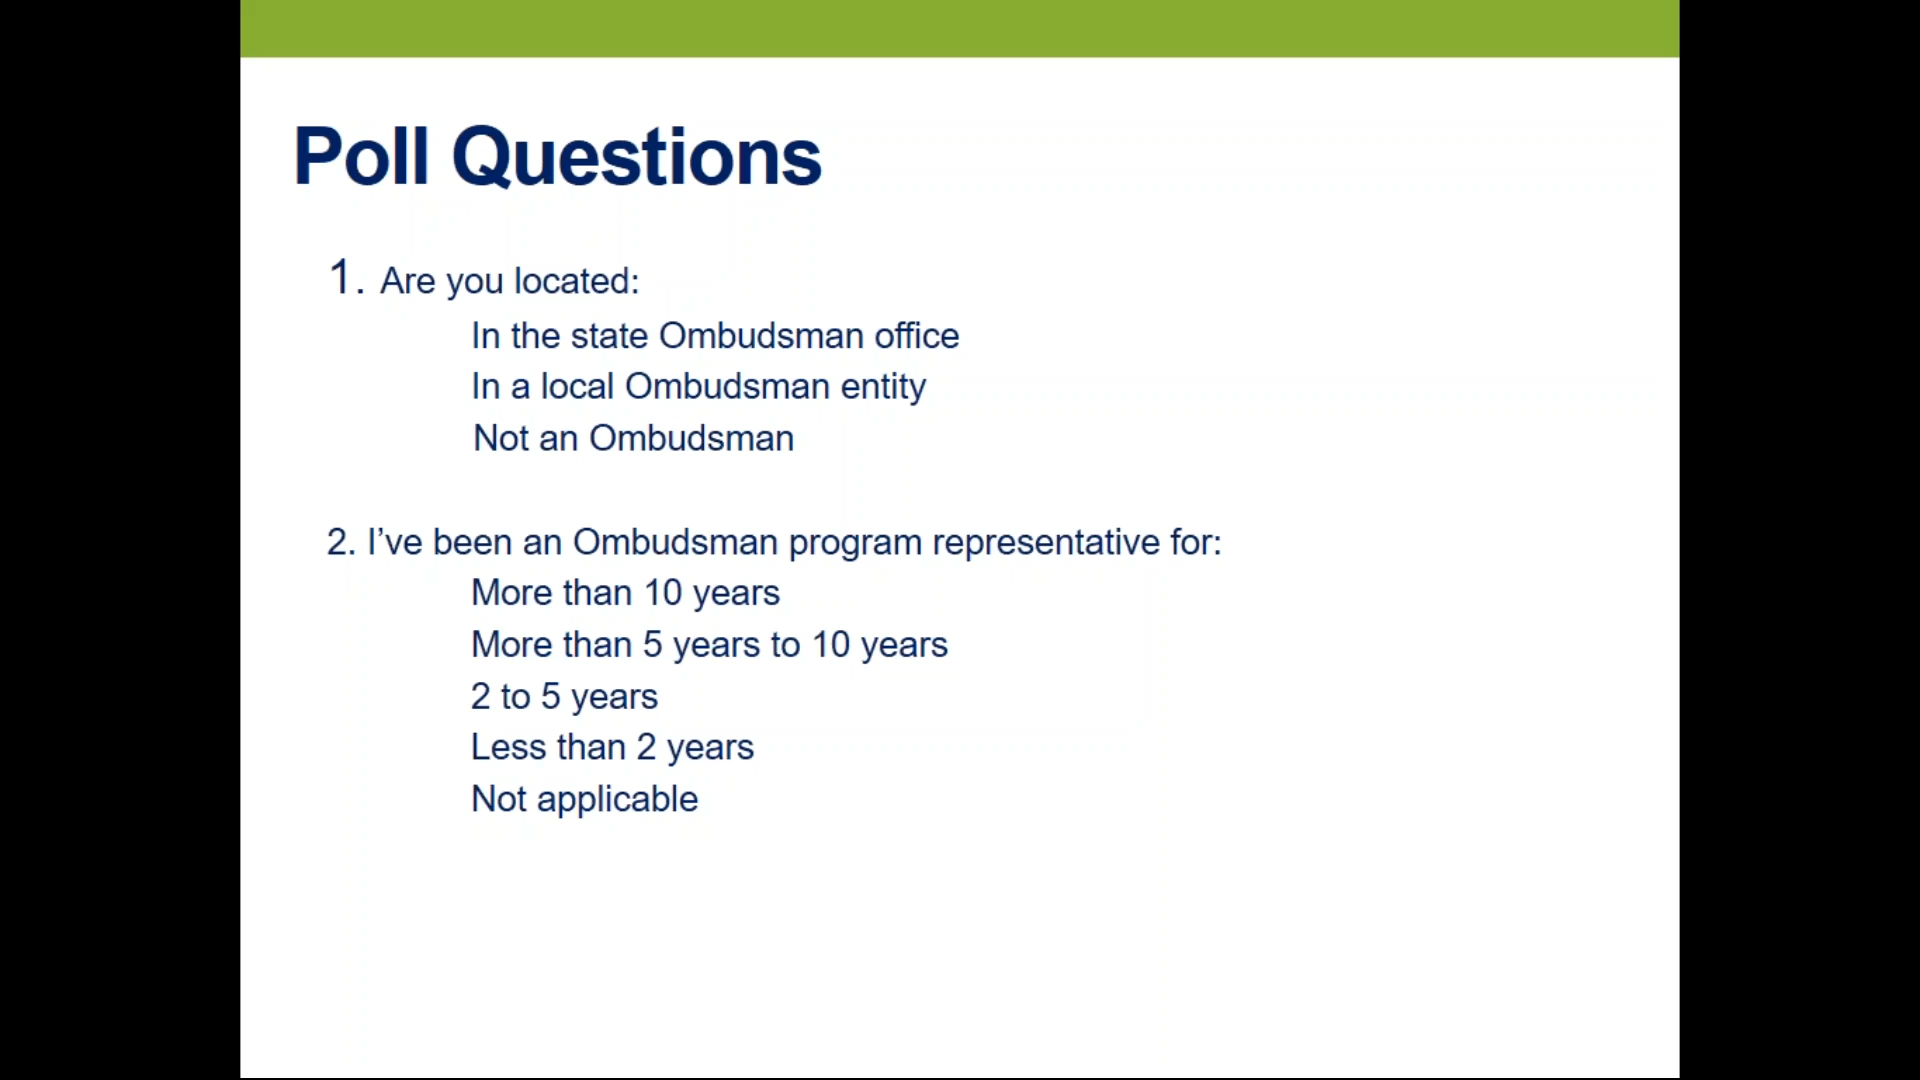 Poll Questions
1. Are you located:
In the state Ombudsman office
In a local Ombudsman entity
Not an Ombudsman
2. I’ve been an Ombudsman program representative for:
More than 10 years
More than 5 years to 10 years
2 to 5 years
Less than 2 years
Not applicable